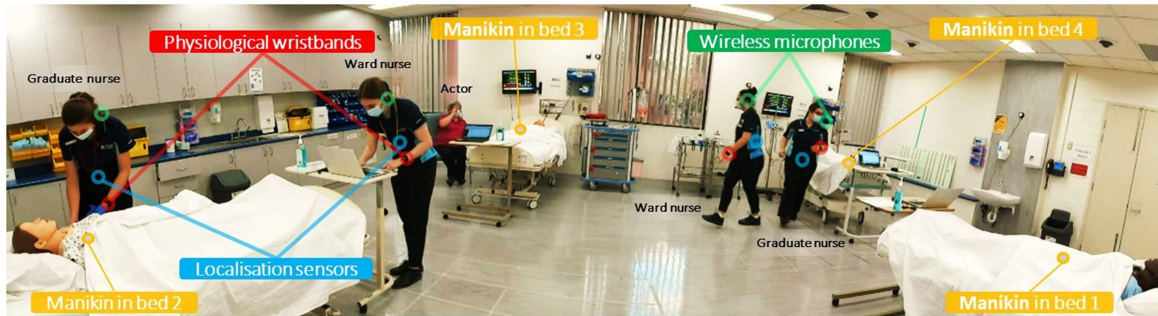 Manikin in bed 3
Manikin in bed 4
Physiological wristbands
Wireless microphones
Ward nurse
Graduate nurse
Actor
Ward nurse
Graduate nurse
Localisation sensors
Manikin in bed 2
Manikin in bed 1